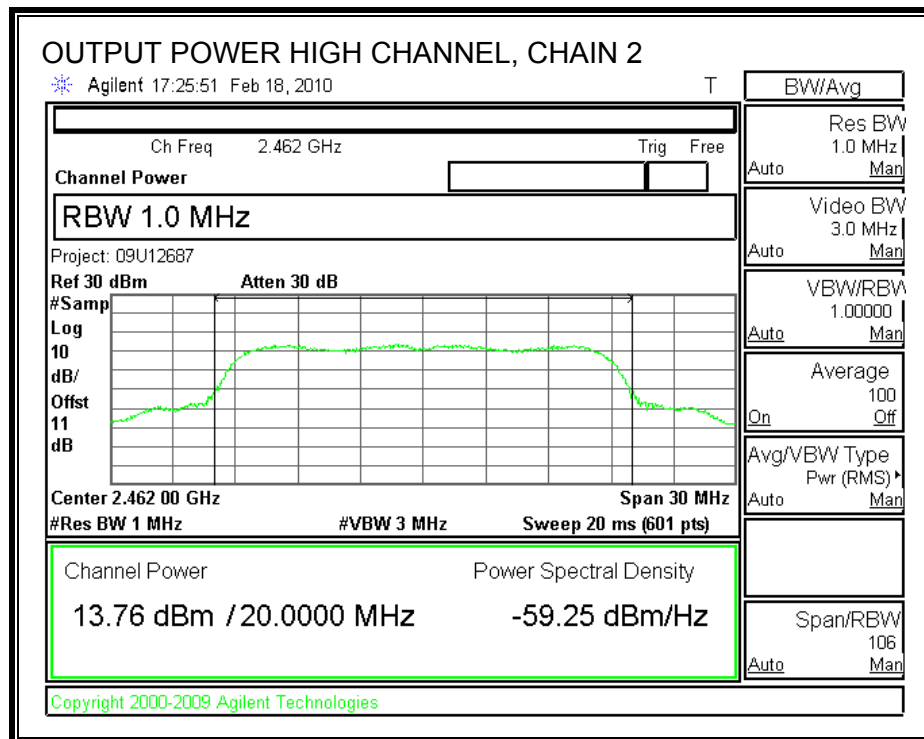 OUTPUT POWER HIGH CHANNEL, CHAIN 2
Agilent 17:25:51 Feb 18, 2010 T
Ch Freq 2.462 GHz Trig Free
Channel Power
RBW 1.0 MHz
Project: 09U12687
Ref 30 dBm Atten 30 dB
#Samp
Log
10
dB/
Offst
11
dB
Center 2.462 00 GHz Span 30 MHz
#Res BW 1 MHz #VBW 3 MHz Sweep 20 ms (601 pts)
Channel Power Power Spectral Density
13.76 dBm / 20.0000 MHz -59.25 dBm/Hz
Copyright 2000-2009 Agilent Technologies
BW/Avg
Res BW
1.0 MHz
Auto Man
Video BW
3.0 MHz
Auto Man
VBW/RBW
1.00000
Auto Man
Average
100
On Off
Avg/VBW Type
Pwr (RMS)
Auto Man
Span/RBW
106
Auto Man